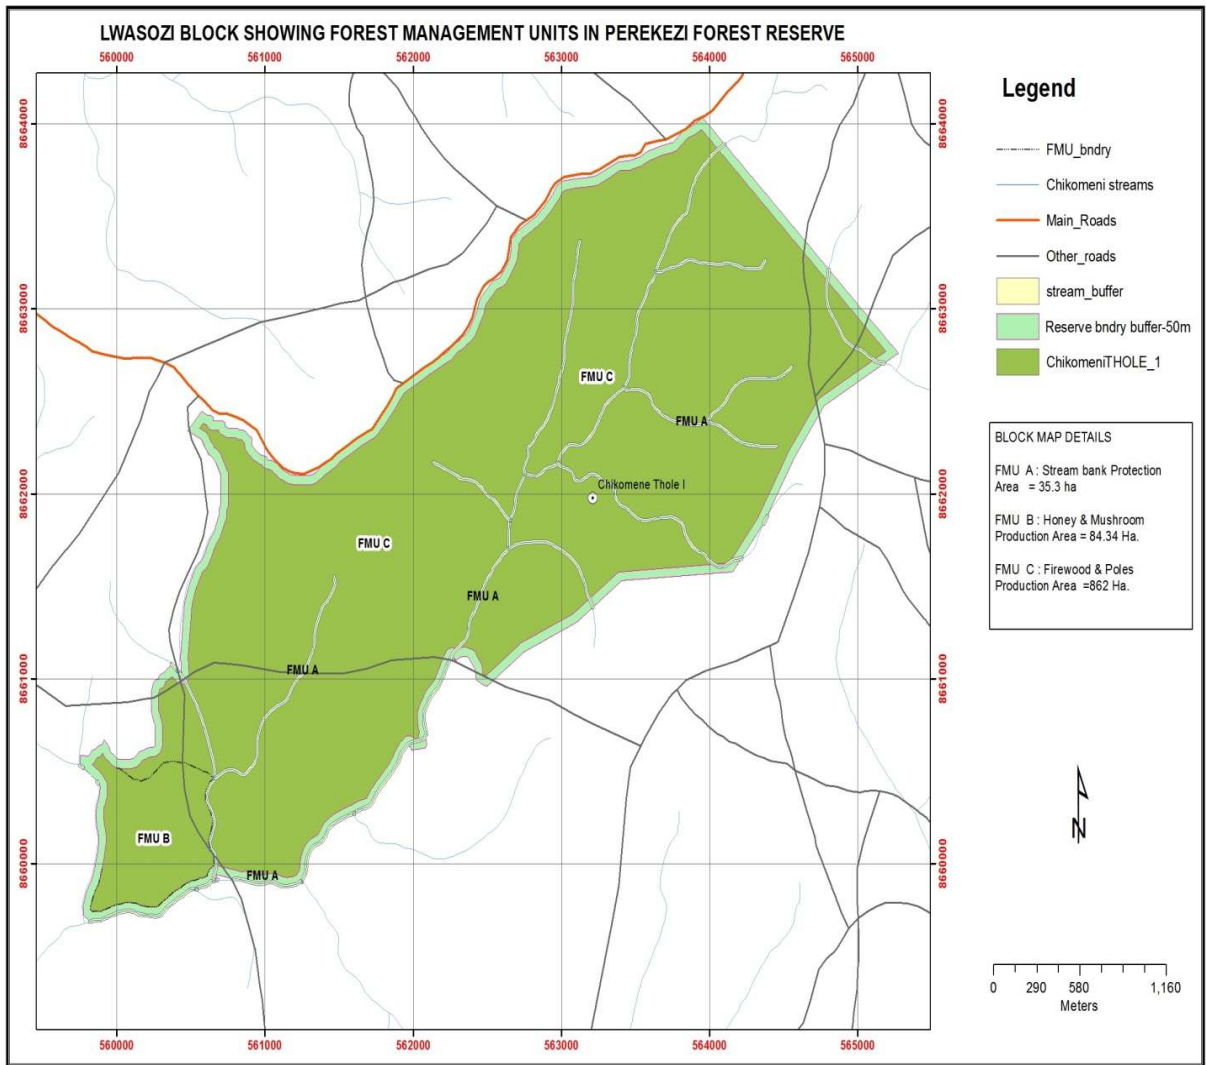 LWASOZI BLOCK SHOWING FOREST MANAGEMENT UNITS IN PEREKEZI FOREST RESERVE
560000 561000 562000 563000 564000 565000
8664000 8664000
8663000 8663000
8662000 8662000
8661000 8661000
8660000 8660000
FMU C
FMU A
Chikomene Thole I
FMU C
FMU A
FMU A
FMU B
FMU A
560000 561000 562000 563000 564000 565000
Legend
FMU_bndry
Chikomeni streams
Main_Roads
Other_roads
stream_buffer
Reserve bndry buffer-50m
ChikomeniTHOLE_1
BLOCK MAP DETAILS
FMU A : Stream bank Protection
Area = 35.3 ha
FMU B : Honey & Mushroom
Production Area = 84.34 Ha.
FMU C : Firewood & Poles
Production Area =862 Ha.
N
0 290 580 1,160
Meters